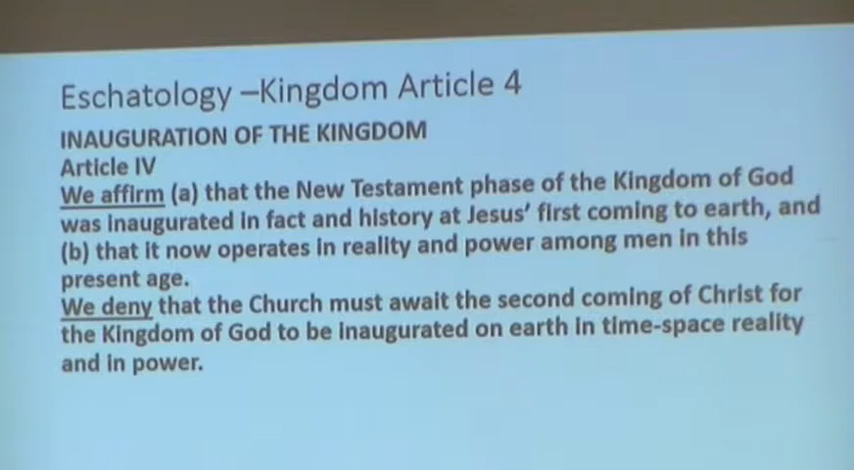 Eschatology –Kingdom Article 4
INAUGURATION OF THE KINGDOM
Article IV
We affirm (a) that the New Testament phase of the Kingdom of God
was inaugurated in fact and history at Jesus' first coming to earth, and
(b) that it now operates in reality and power among men in this
present age.
We deny that the Church must await the second coming of Christ for
the Kingdom of God to be inaugurated on earth in time-space reality
and in power.